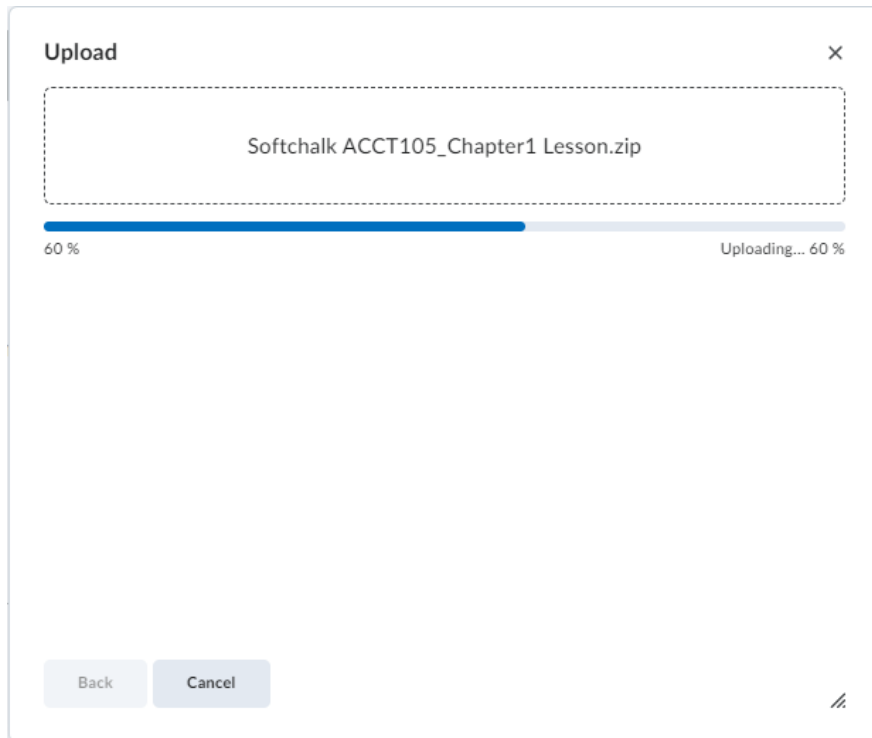 Upload
Softchalk ACCT105_Chapter1 Lesson.zip
60 %
Uploading... 60 %
Back
Cancel